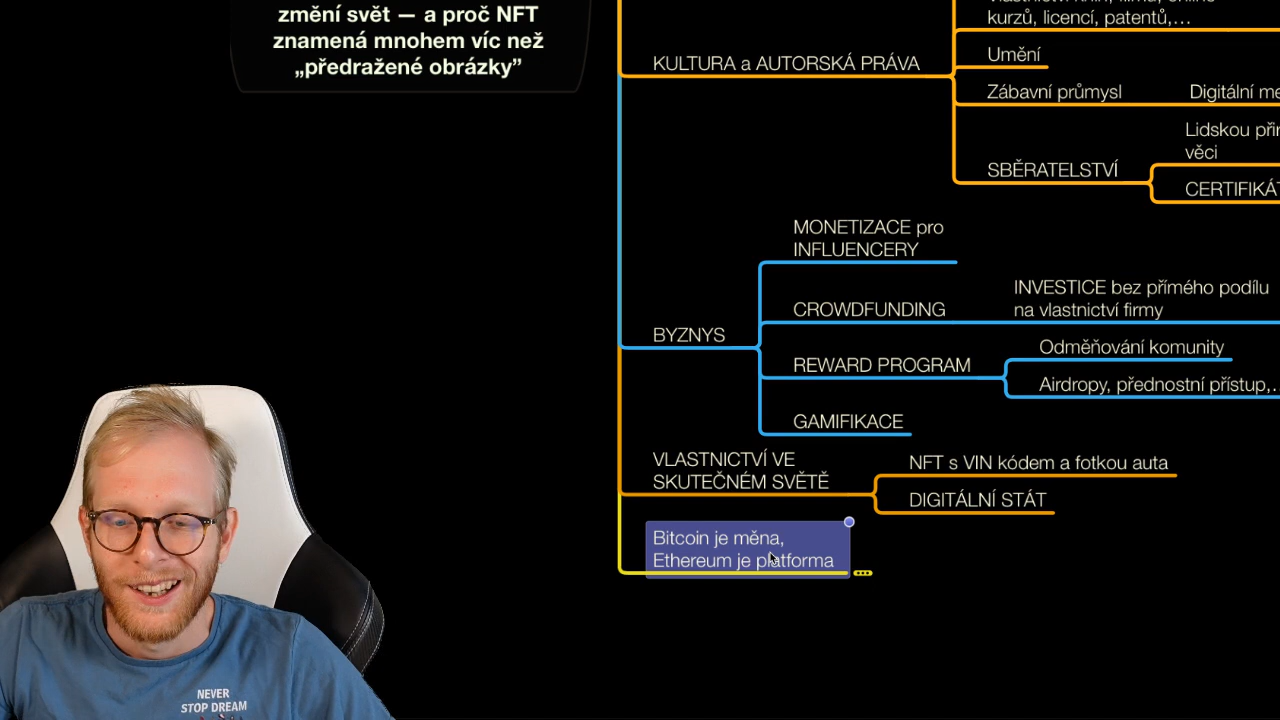 změní svět — a proč NFT
znamená mnohem víc než
„předražené obrázky”
kurzů, licencí, patentů,...
KULTURA a AUTORSKÁ PRÁVA
Umění
Zábavní průmysl
Digitální
Lidskou
věci
SBĚRATELSTVÍ
MONETIZACE pro
INFLUENCERY
CROWDFUNDING
INVESTICE bez přímého podílu
na vlastnictví firmy
BYZNYS
REWARD PROGRAM
Odměňování komunity
Airdropy, přednostní přístup,..
GAMIFIKACE
VLASTNICTVÍ VE
SKUTEČNÉM SVĚTĚ
NFT s VIN kódem a fotkou auta
DIGITÁLNÍ STÁT
Bitcoin je měna,
Ethereum je platforma
NEVER
STOP DREAM